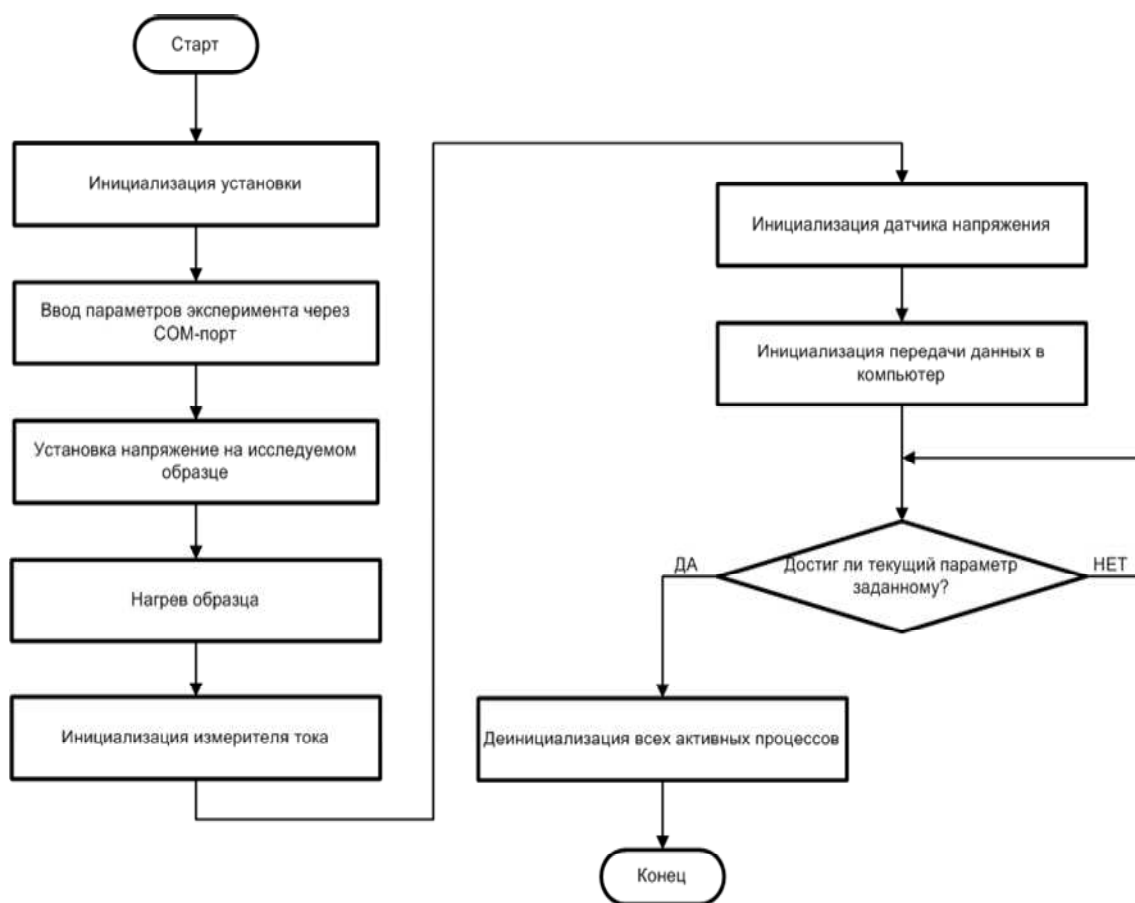 Старт
Инициализация установки
Ввод параметров эксперимента через
COM-порт
Установка напряжение на исследуемом
образце
Нагрев образца
Инициализация измерителя тока
Инициализация датчика напряжения
Инициализация передачи данных в
компьютер
Достиг ли текущий параметр
заданному?
ДА
НЕТ
Деинициализация всех активных процессов
Конец